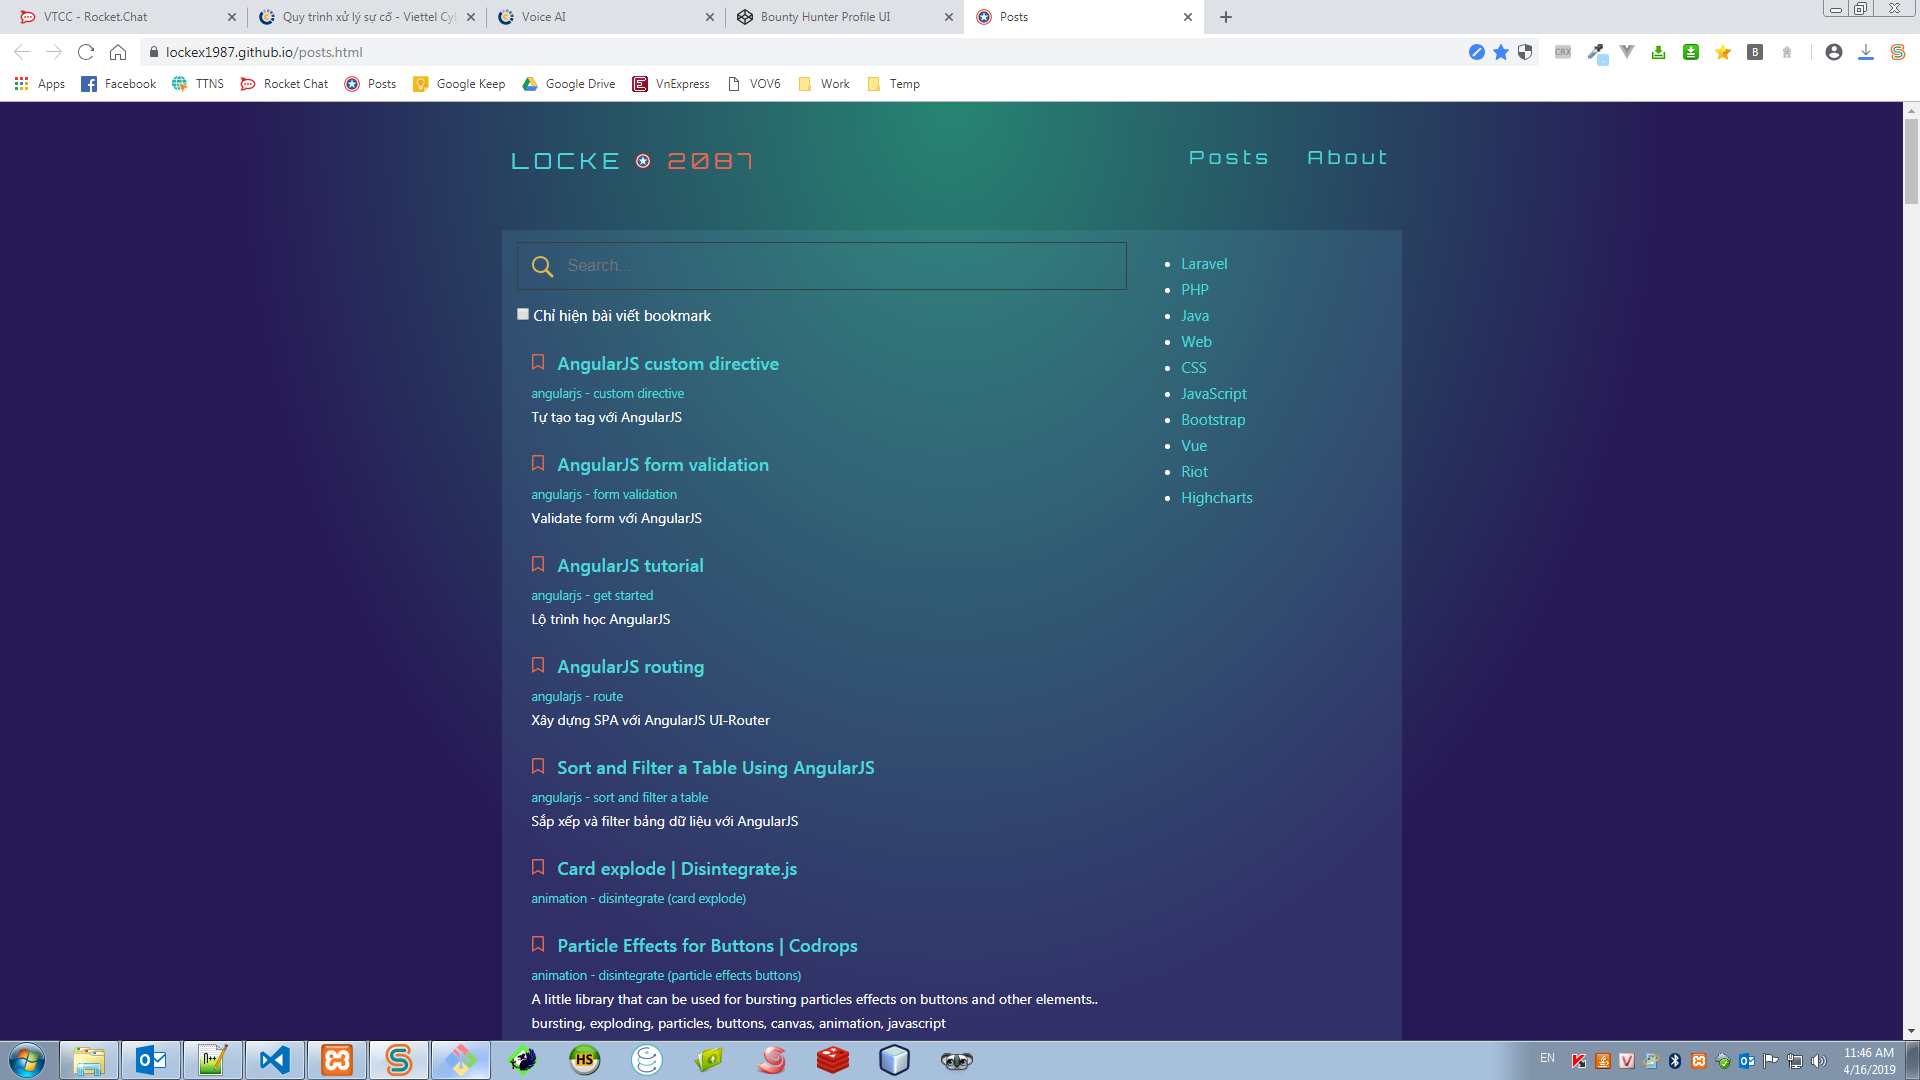 VTCC - Rocket.Chat
Quy trình xử lý sự cố - Viettel Cy
Voice AI
Bounty Hunter Profile UI
Posts
lockex1987.github.io/posts.html
CRX
B
Apps
Facebook
TTNS
Rocket Chat
Posts
Google Keep
Google Drive
VnExpress
VOV6
Work
Temp
LOCKE 2087
Posts
About
Search...
Chỉ hiện bài viết bookmark
AngularJS custom directive
angularjs - custom directive
Tự tạo tag với AngularJS
AngularJS form validation
angularjs - form validation
Validate form với AngularJS
AngularJS tutorial
angularjs - get started
Lộ trình học AngularJS
AngularJS routing
angularjs - route
Xây dựng SPA với AngularJS UI-Router
Sort and Filter a Table Using AngularJS
angularjs - sort and filter a table
Sắp xếp và filter bảng dữ liệu với AngularJS
Card explode | Disintegrate.js
animation - disintegrate (card explode)
Particle Effects for Buttons | Codrops
animation - disintegrate (particle effects buttons)
A little library that can be used for bursting particles effects on buttons and other elements..
bursting, exploding, particles, buttons, canvas, animation, javascript
Laravel
PHP
Java
Web
CSS
JavaScript
Bootstrap
Vue
Riot
Highcharts
HS
EN
11:46 AM
4/16/2019